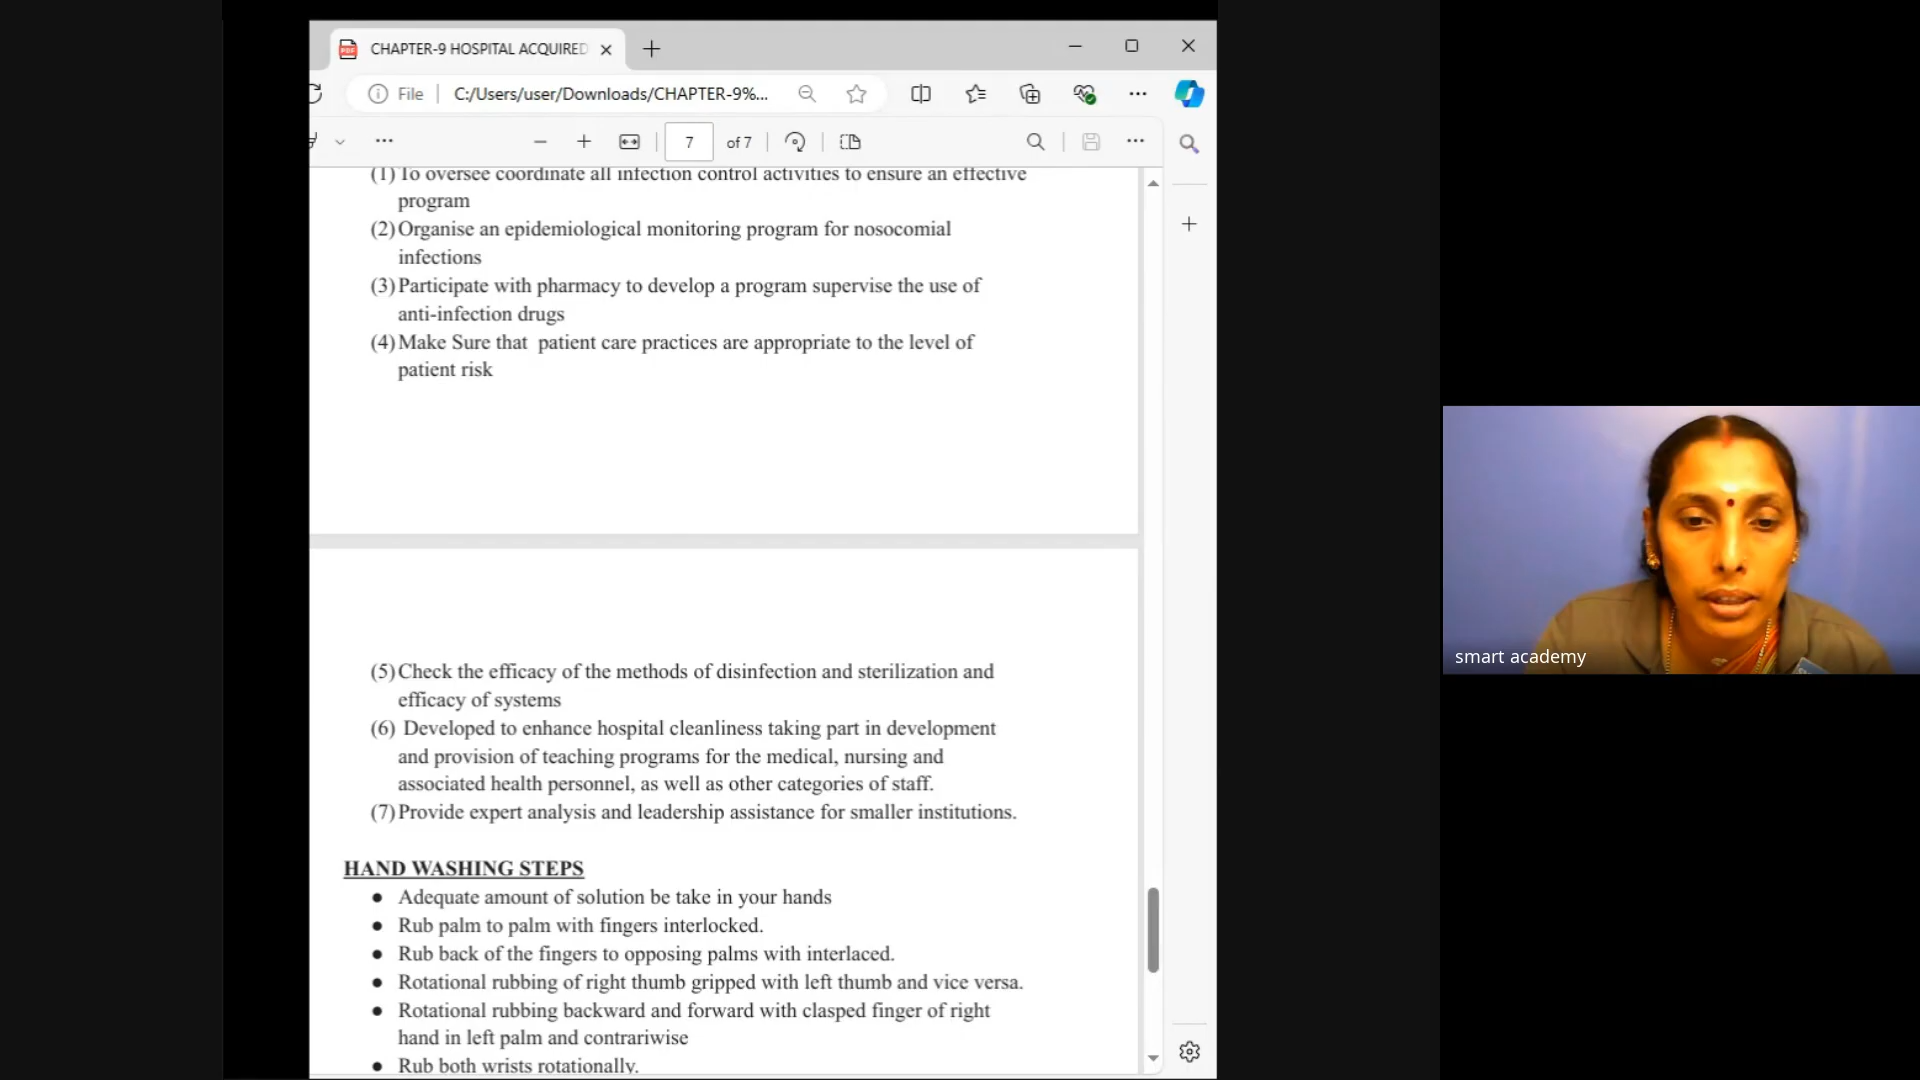 CHAPTER-9 HOSPITAL ACQUIRED
File
C:/Users/user/Downloads/CHAPTER-9%...
7 of 7
(1) To oversee coordinate all infection control activities to ensure an effective
program
(2) Organise an epidemiological monitoring program for nosocomial
infections
(3) Participate with pharmacy to develop a program supervise the use of
anti-infection drugs
(4) Make Sure that patient care practices are appropriate to the level of
patient risk
(5) Check the efficacy of the methods of disinfection and sterilization and
efficacy of systems
(6) Developed to enhance hospital cleanliness taking part in development
and provision of teaching programs for the medical, nursing and
associated health personnel, as well as other categories of staff.
(7) Provide expert analysis and leadership assistance for smaller institutions.
HAND WASHING STEPS
● Adequate amount of solution be take in your hands
● Rub palm to palm with fingers interlocked.
● Rub back of the fingers to opposing palms with interlaced.
● Rotational rubbing of right thumb gripped with left thumb and vice versa.
● Rotational rubbing backward and forward with clasped finger of right
hand in left palm and contrariwise
● Rub both wrists rotationally.
smart academy